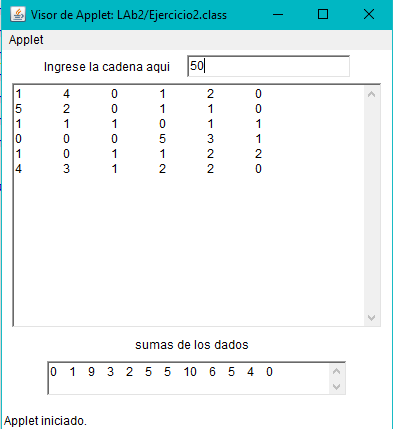 Visor de Applet: LAb2/Ejercicio2.class
Applet
Ingrese la cadena aqui 50
1 4 0 1 2 0
5 2 0 1 1 0
1 1 1 0 1 1
0 0 0 5 3 1
1 0 1 1 2 2
4 3 1 2 2 0
sumas de los dados
0 1 9 3 2 5 5 10 6 5 4 0
Applet iniciado.